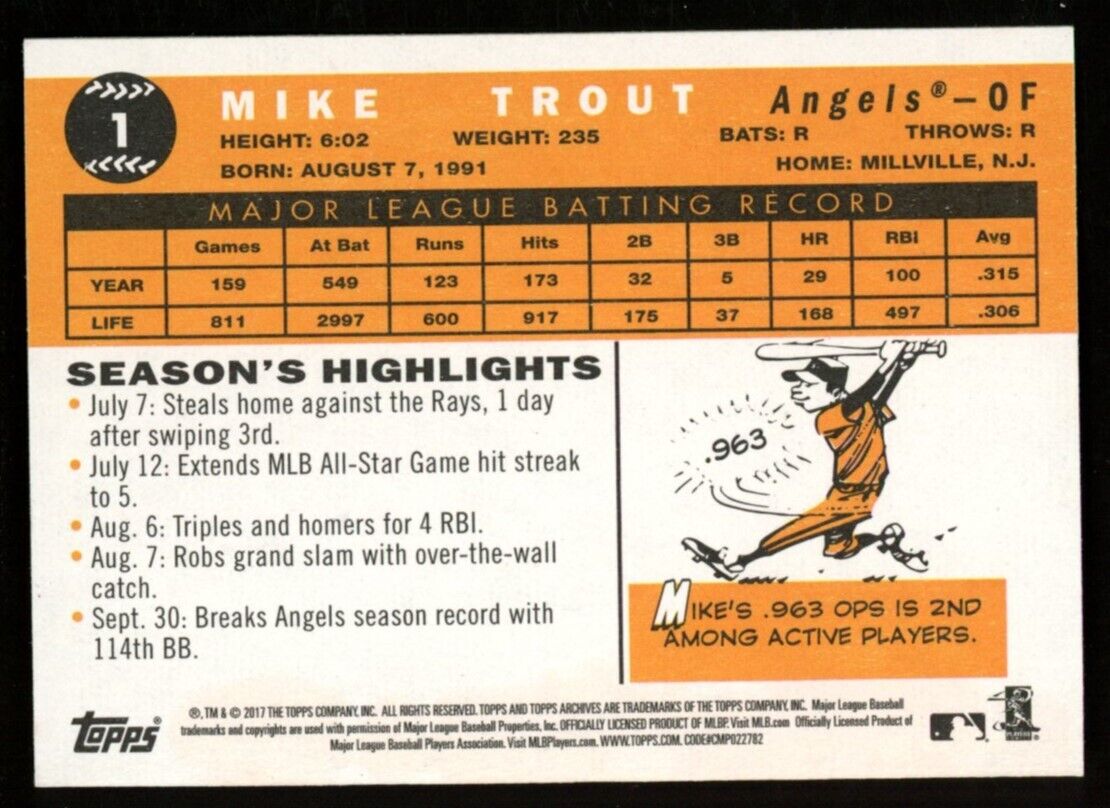 1
MIKE TROUT Angels® – OF
HEIGHT: 6:02 WEIGHT: 235 BATS: R THROWS: R
BORN: AUGUST 7, 1991 HOME: MILLVILLE, N.J.
MAJOR LEAGUE BATTING RECORD
Games At Bat Runs Hits 2B 3B HR RBI Avg
YEAR 159 549 123 173 32 5 29 100 .315
LIFE 811 2997 600 917 175 37 168 497 .306
SEASON'S HIGHLIGHTS
• July 7: Steals home against the Rays, 1 day
after swiping 3rd.
• July 12: Extends MLB All-Star Game hit streak
to 5.
• Aug. 6: Triples and homers for 4 RBI.
• Aug. 7: Robs grand slam with over-the-wall
catch.
• Sept. 30: Breaks Angels season record with
114th BB.
.963
MIKE'S .963 OPS IS 2ND
AMONG ACTIVE PLAYERS.
topps®
®, TM & © 2017 THE TOPPS COMPANY, INC. ALL RIGHTS RESERVED. TOPPS AND TOPPS ARCHIVES ARE TRADEMARKS OF THE TOPPS COMPANY, INC. Major League Baseball
trademarks and copyrights are used with permission of Major League Baseball Properties, Inc. OFFICIALLY LICENSED PRODUCT OF MLBP. Visit MLB.com Officially Licensed Product of
Major League Baseball Players Association. Visit MLBPlayers.com. WWW.TOPPS.COM. CODE#CMP022782